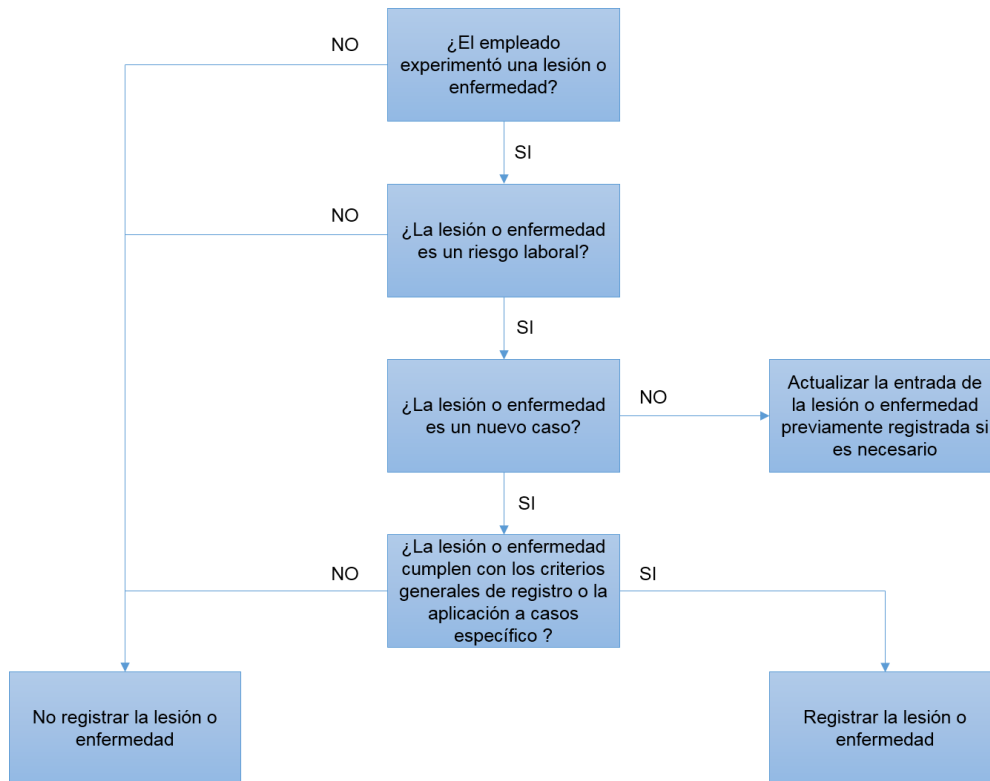 NO
¿El empleado
experimentó una lesión o
enfermedad?
SI
NO
¿La lesión o enfermedad
es un riesgo laboral?
SI
¿La lesión o enfermedad
es un nuevo caso?
NO
Actualizar la entrada de
la lesión o enfermedad
previamente registrada si
es necesario
SI
NO
¿La lesión o enfermedad
cumplen con los criterios
generales de registro o la
aplicación a casos
específico ?
SI
No registrar la lesión o
enfermedad
Registrar la lesión o
enfermedad